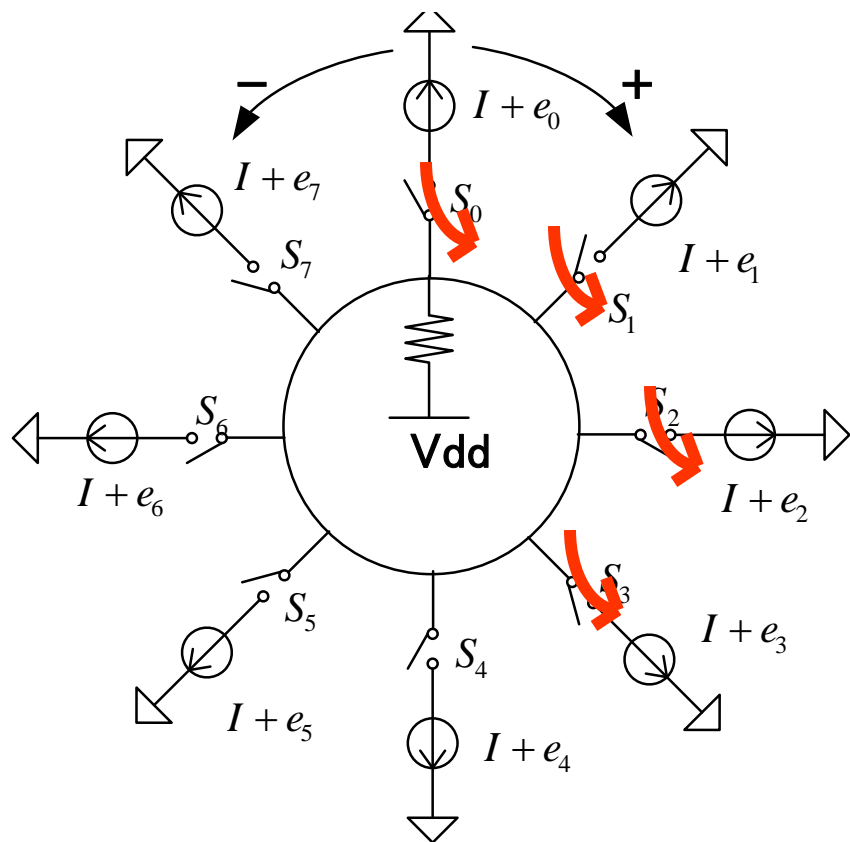 − +
I + e₀
I + e₇
S₀
S₇
I + e₁
S₁
S₆
S₂
Vdd
I + e₆
I + e₂
S₃
S₅
I + e₃
S₄
I + e₅
I + e₄